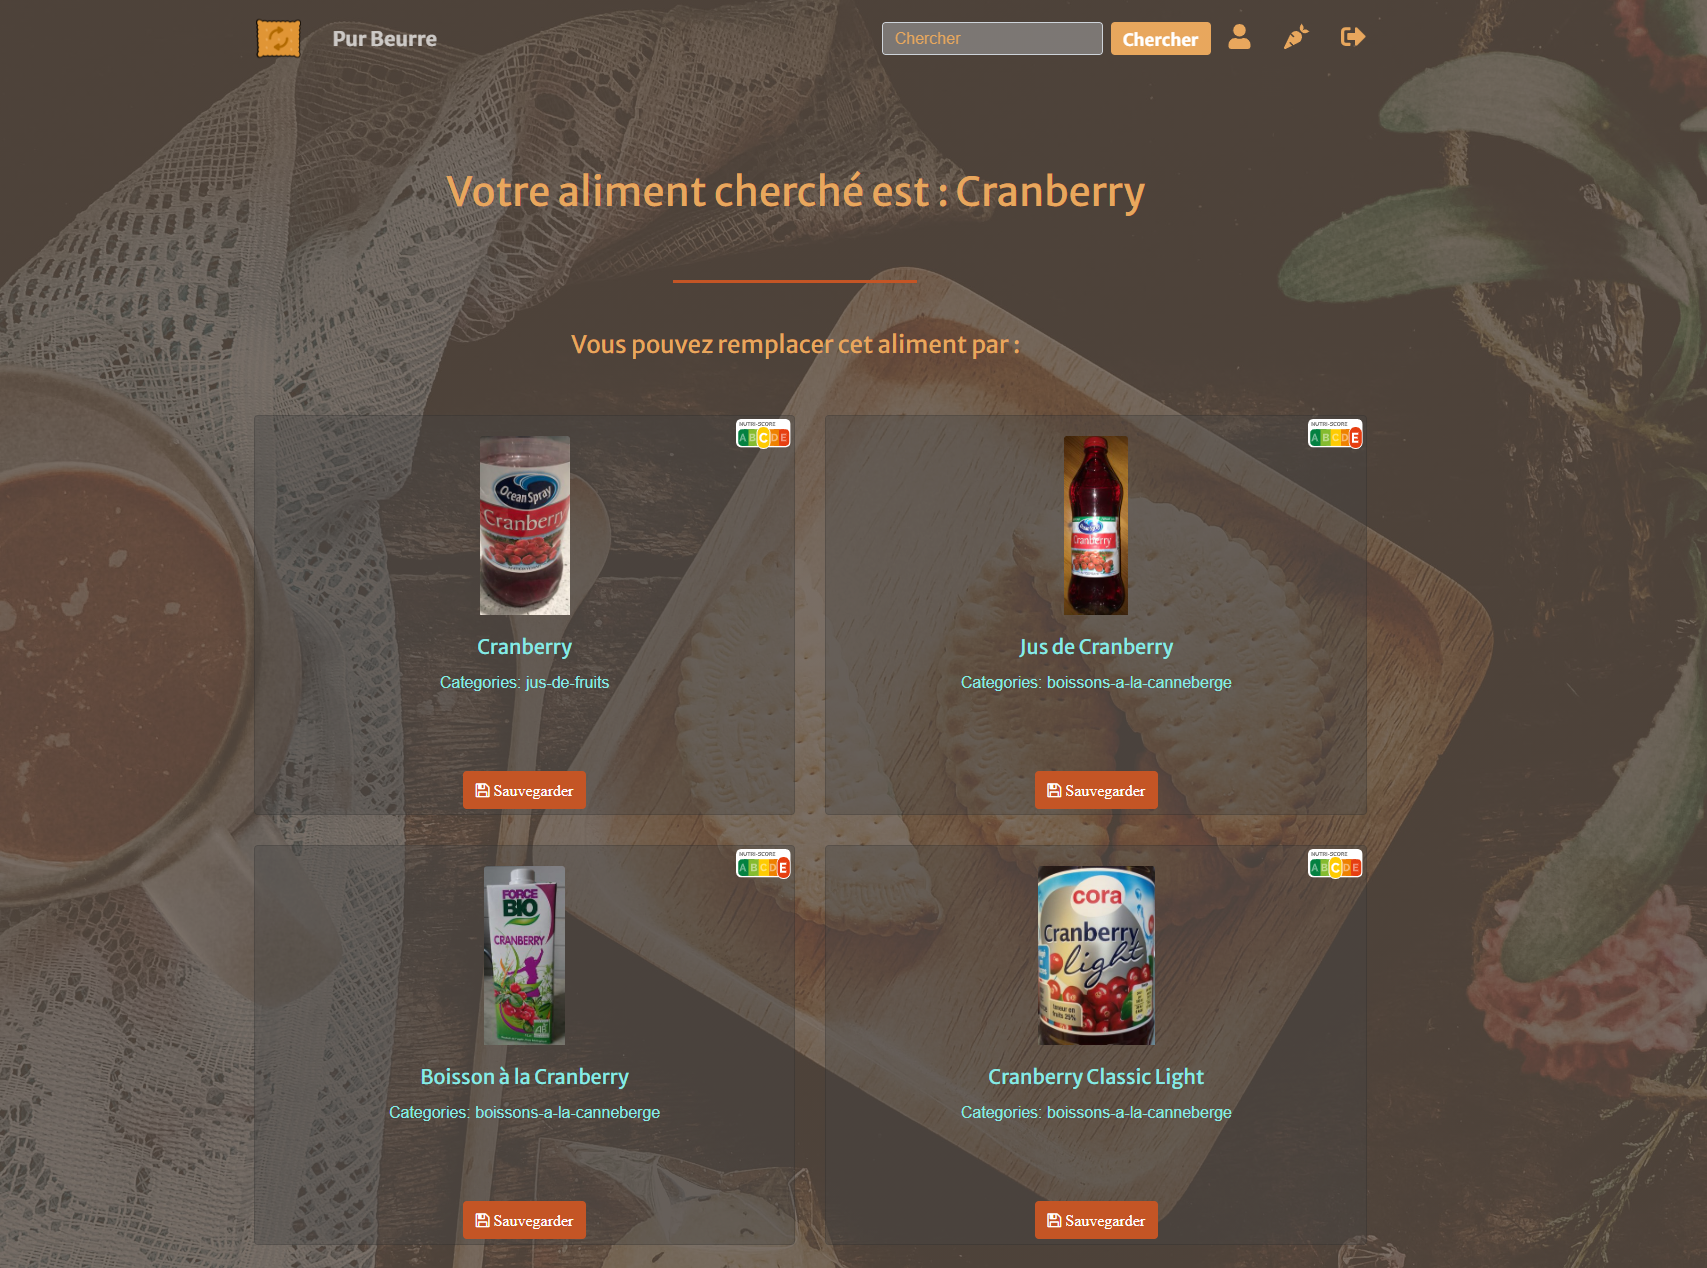 Pur Beurre
Chercher
Chercher
Votre aliment cherché est : Cranberry
Vous pouvez remplacer cet aliment par :
NUTRI-SCORE
A B C D E
Ocean Spray
Cranberry
Cranberry
Categories: jus-de-fruits
Sauvegarder
NUTRI-SCORE
A B C D E
Cranberry
Jus de Cranberry
Categories: boissons-a-la-canneberge
Sauvegarder
NUTRI-SCORE
A B C D E
FORCE
BIO
CRANBERRY
AB
Boisson à la Cranberry
Categories: boissons-a-la-canneberge
Sauvegarder
NUTRI-SCORE
A B C D E
cora
Cranberry
light
Cranberry Classic Light
Categories: boissons-a-la-canneberge
Sauvegarder